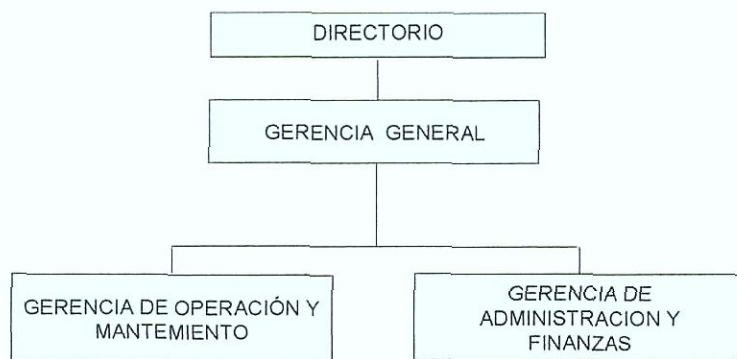 DIRECTORIO
GERENCIA GENERAL
GERENCIA DE OPERACIÓN Y
MANTEMIENTO
GERENCIA DE
ADMINISTRACION Y
FINANZAS